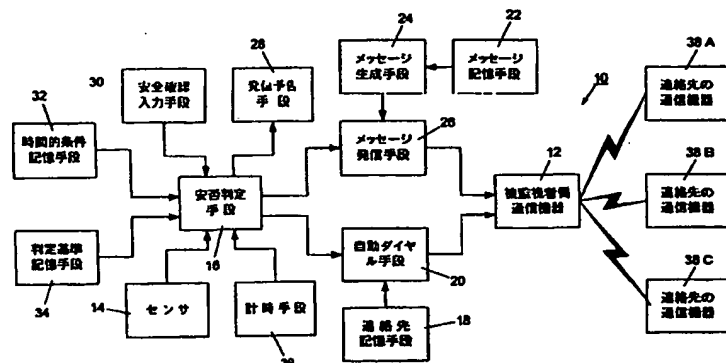 24
22
28
38 A
メッセージ
生成手段
メッセージ
記憶手段
30
安全確認
入力手段
発信予告
手段
連絡先の
通信機器
32
10
26
時間的条件
記憶手段
メッセージ
発信手段
12
38 B
安否判定
手段
被監視者側
通信機器
連絡先の
通信機器
16
自動ダイヤ
ル手段
判定基準
記憶手段
20
38 C
34
14
センサ
計時手段
18
連絡先
記憶手段
連絡先の
通信機器